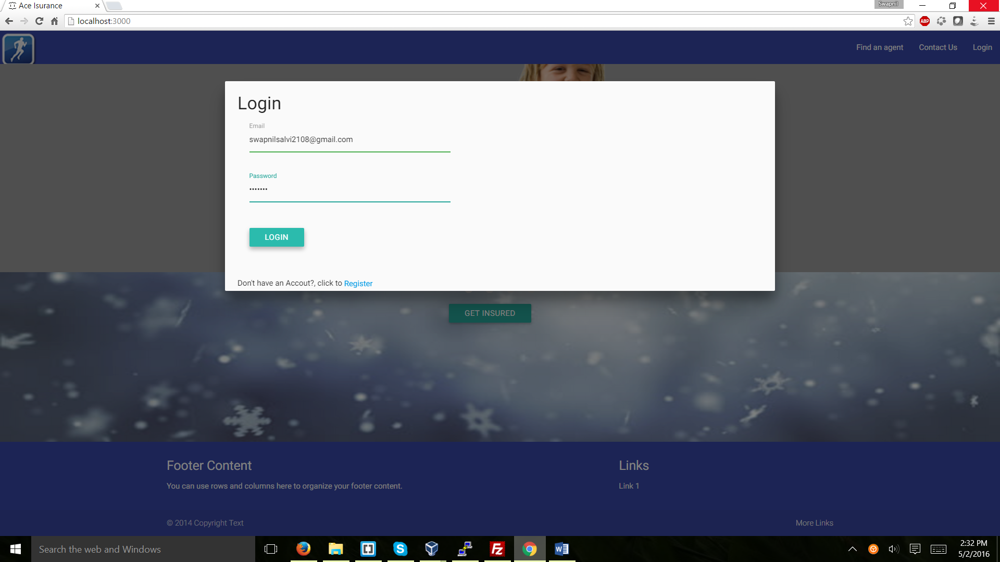 Ace Isurance
Swapnil
localhost:3000
ABP
Find an agent
Contact Us
Login
Login
Email
swapnilsalvi2108@gmail.com
Password
•••••••
LOGIN
Don't have an Accout?, click to Register
GET INSURED
Footer Content
Links
You can use rows and columns here to organize your footer content.
Link 1
© 2014 Copyright Text
More Links
Search the web and Windows
2:32 PM
5/2/2016